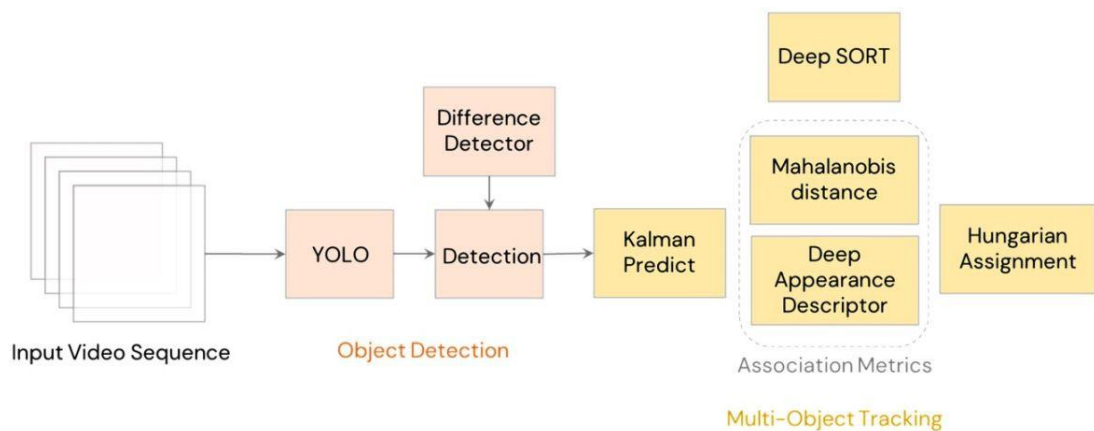 Deep SORT
Difference
Detector
Mahalanobis
distance
YOLO
Detection
Kalman
Predict
Deep
Appearance
Descriptor
Hungarian
Assignment
Input Video Sequence
Object Detection
Association Metrics
Multi-Object Tracking